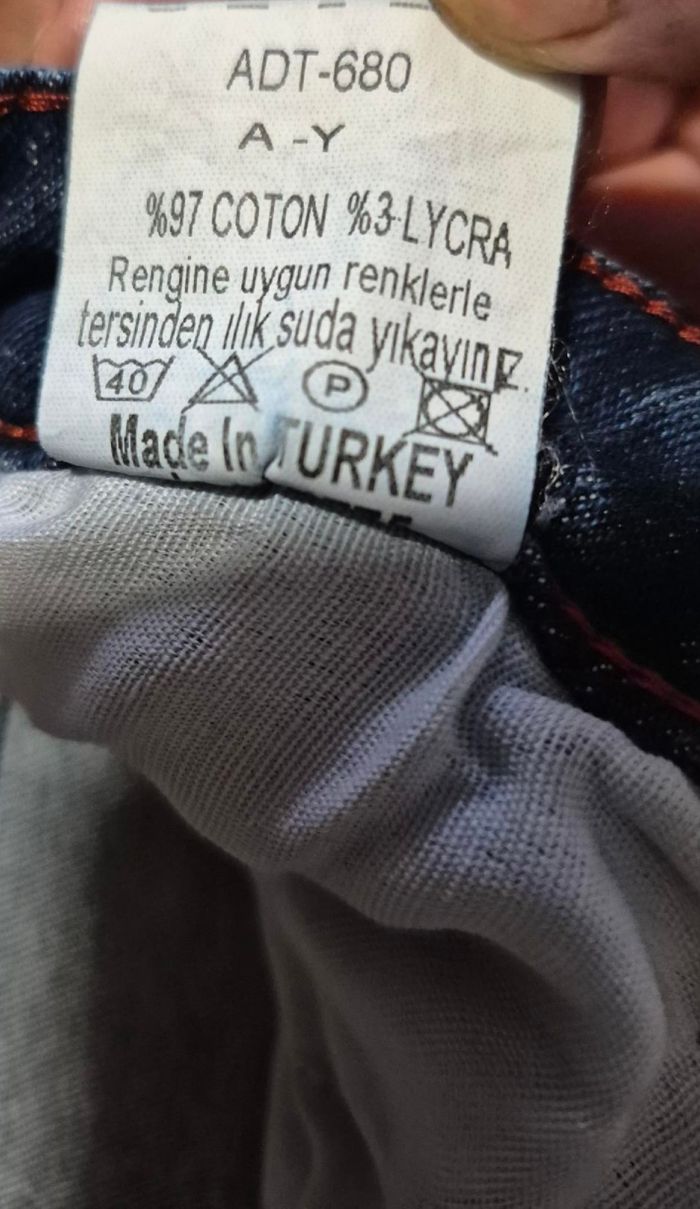 ADT-680
A -Y
%97 COTON %3 LYCRA
Rengine uygun renklerle
tersinden ılık suda yıkayınız.
40 P
Made In TURKEY